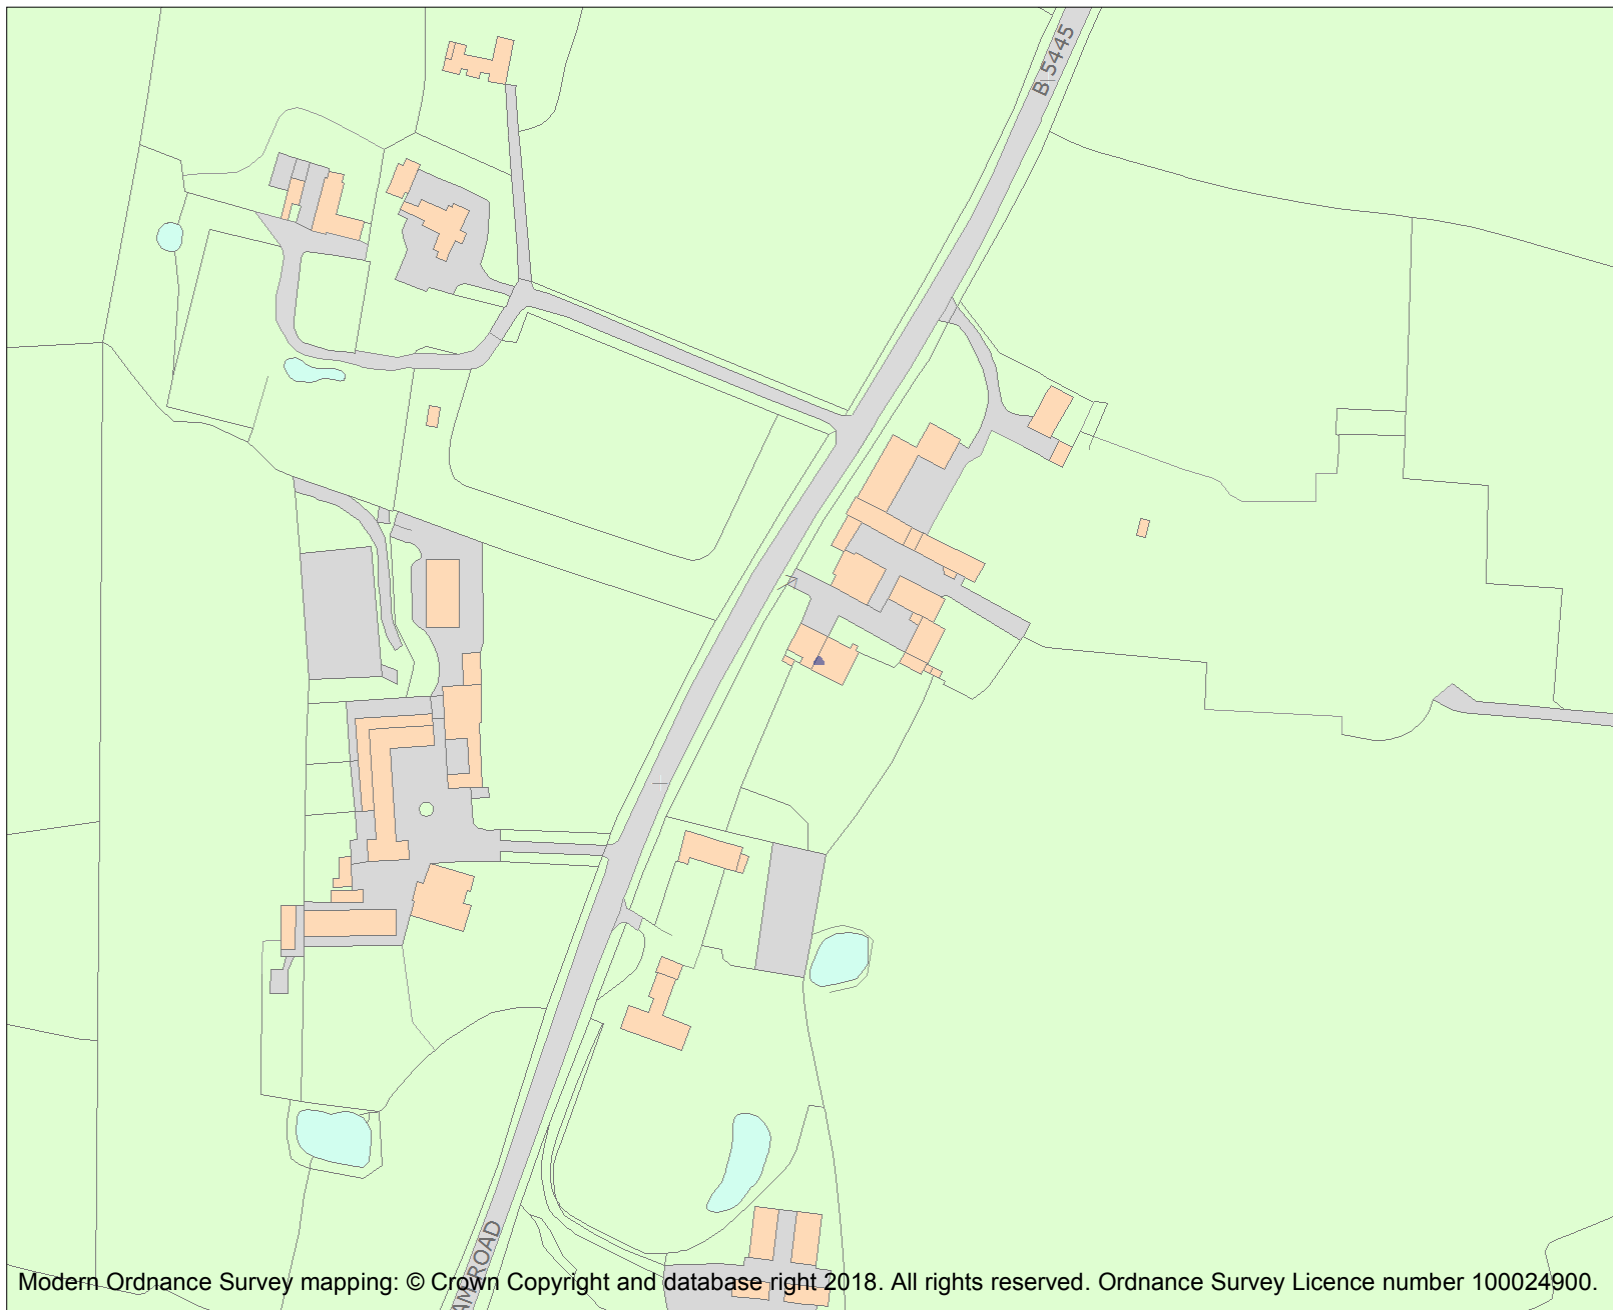 B 5445
ROAD
Modern Ordnance Survey mapping: © Crown Copyright and database right 2018. All rights reserved. Ordnance Survey Licence number 100024900.